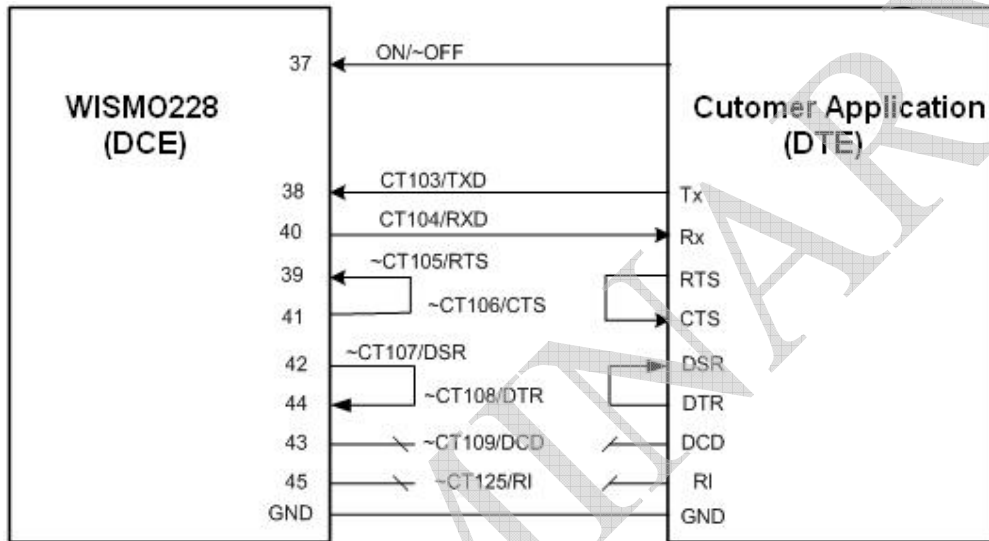 37
ON/~OFF
WISMO228
(DCE)
Cutomer Application
(DTE)
38
CT103/TXD
Tx
40
CT104/RXD
Rx
39
~CT105/RTS
RTS
41
~CT106/CTS
CTS
42
~CT107/DSR
DSR
44
~CT108/DTR
DTR
43
~CT109/DCD
DCD
45
~CT125/RI
RI
GND
GND